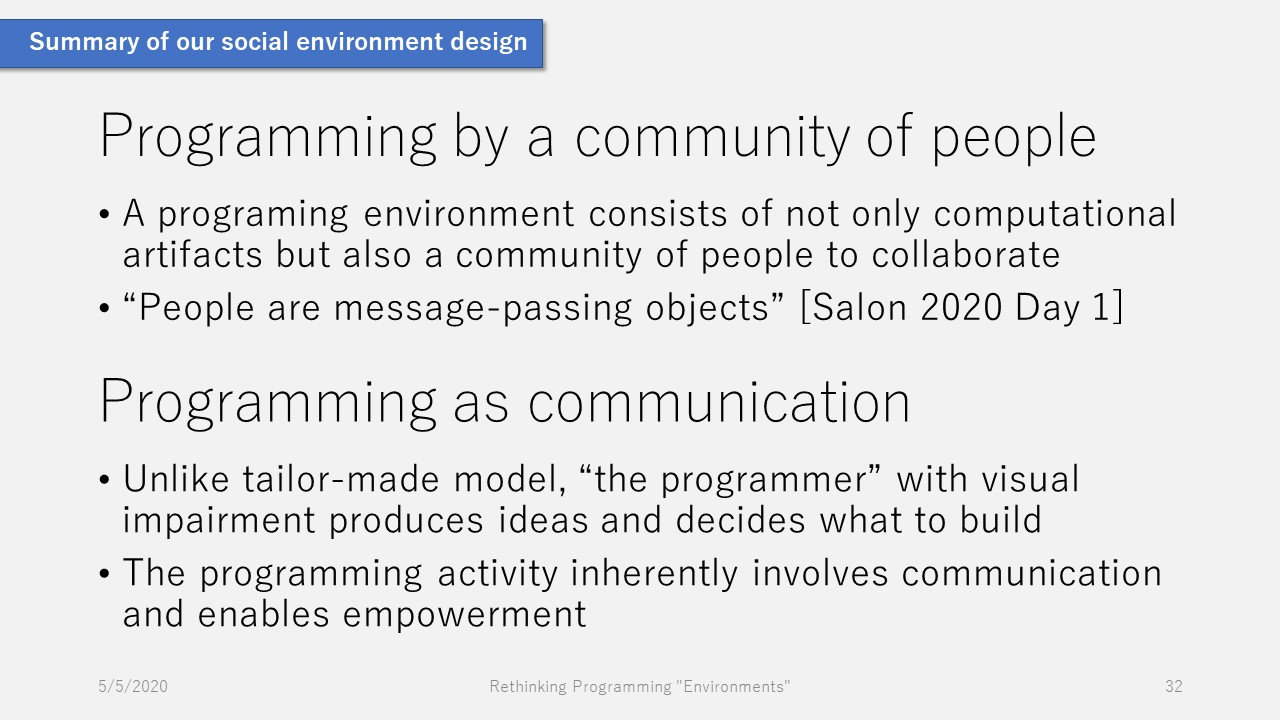 Summary of our social environment design
Programming by a community of people
• A programing environment consists of not only computational
artifacts but also a community of people to collaborate
• “People are message-passing objects” [Salon 2020 Day 1]
Programming as communication
• Unlike tailor-made model, “the programmer” with visual
impairment produces ideas and decides what to build
• The programming activity inherently involves communication
and enables empowerment
5/5/2020
Rethinking Programming "Environments"
32